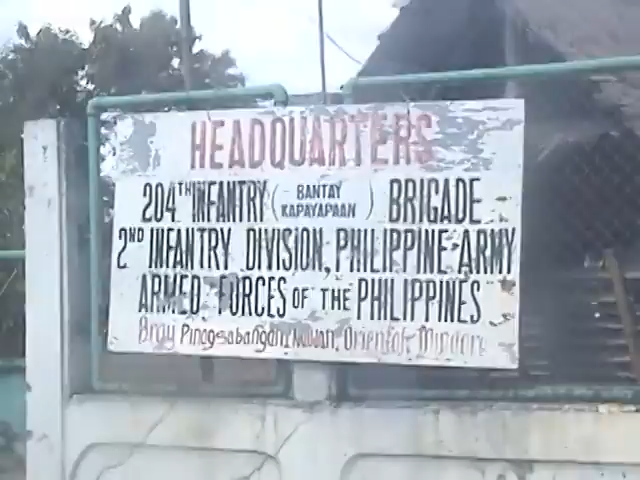 HEADQUARTERS
204TH INFANTRY (BANTAY KAPAYAPAAN) BRIGADE
2ND INFANTRY DIVISION, PHILIPPINE ARMY
ARMED FORCES OF THE PHILIPPINES
Brgy Pinagsabangan, Naujan, Oriental Mindoro